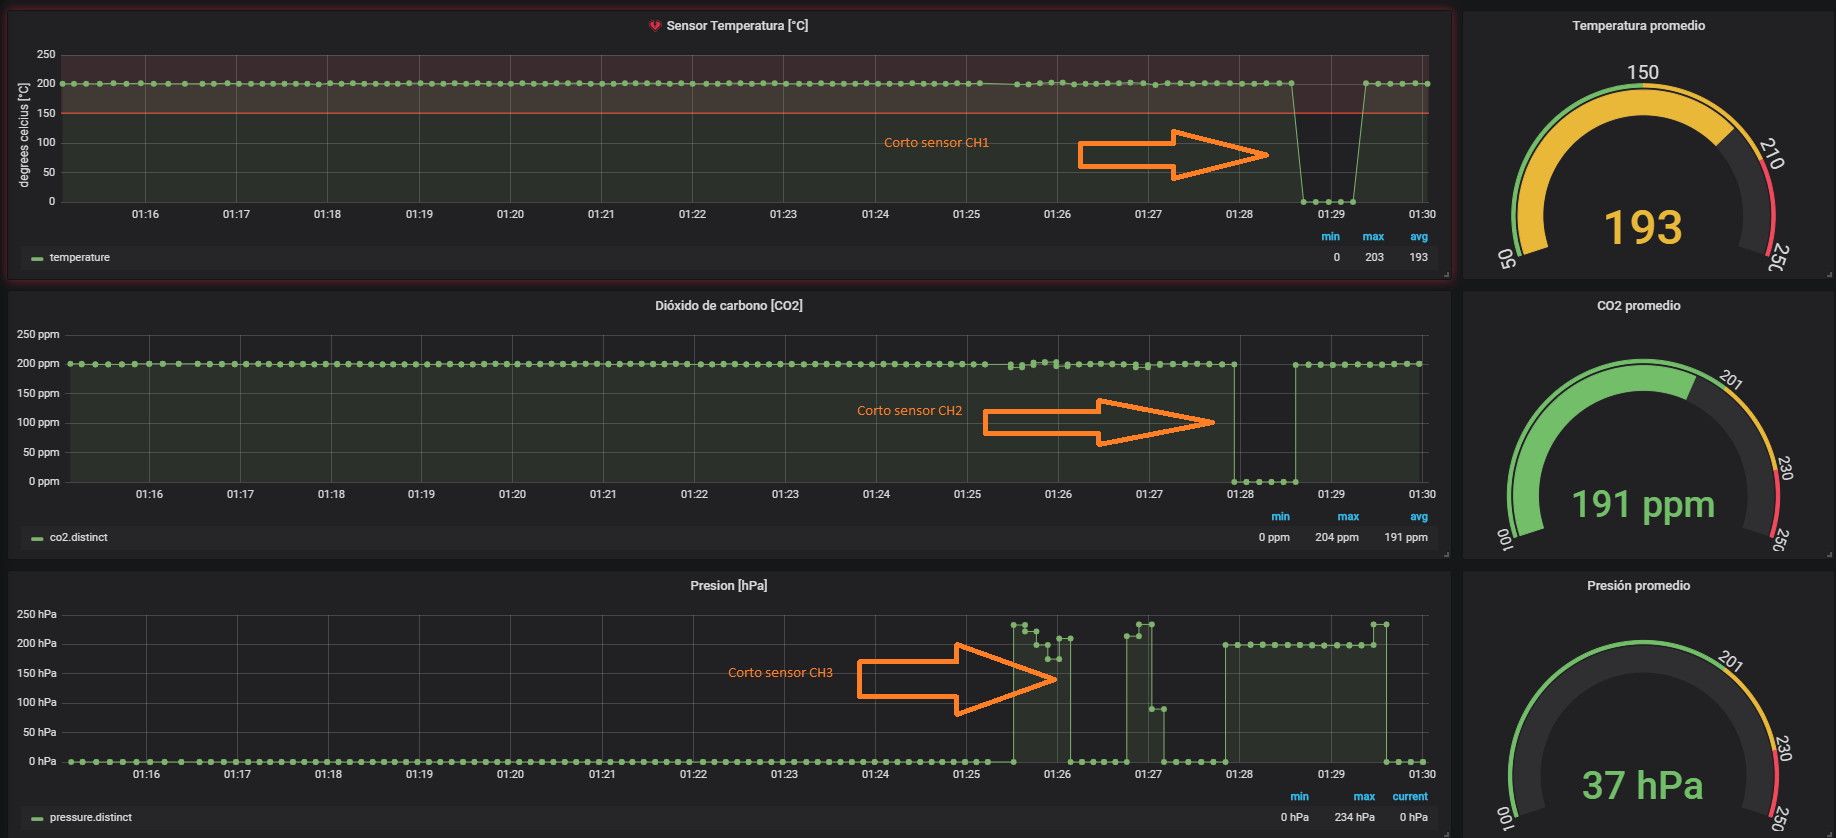 Sensor Temperatura [°C]
degrees celcius [°C]
250
200
150
100
50
0
Corto sensor CH1
01:16 01:17 01:18 01:19 01:20 01:21 01:22 01:23 01:24 01:25 01:26 01:27 01:28 01:29 01:30
min max avg
temperature 0 203 193
Temperatura promedio
50
150
210
250
193
Dióxido de carbono [CO2]
250 ppm
200 ppm
150 ppm
100 ppm
50 ppm
0 ppm
Corto sensor CH2
01:16 01:17 01:18 01:19 01:20 01:21 01:22 01:23 01:24 01:25 01:26 01:27 01:28 01:29 01:30
min max avg
co2.distinct 0 ppm 204 ppm 191 ppm
CO2 promedio
100
201
230
250
191 ppm
Presion [hPa]
250 hPa
200 hPa
150 hPa
100 hPa
50 hPa
0 hPa
Corto sensor CH3
01:16 01:17 01:18 01:19 01:20 01:21 01:22 01:23 01:24 01:25 01:26 01:27 01:28 01:29 01:30
min max current
pressure.distinct 0 hPa 234 hPa 0 hPa
Presión promedio
100
201
230
250
37 hPa